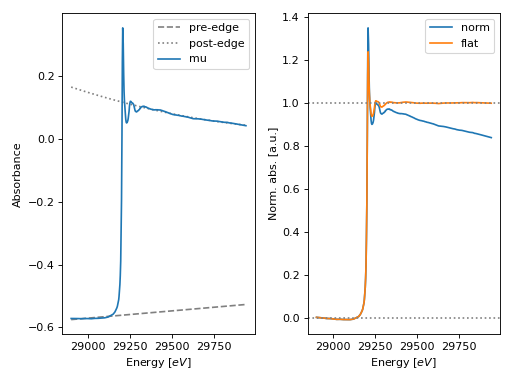 pre-edge
post-edge
mu
0.2
0.0
−0.2
−0.4
−0.6
Absorbance
29000 29250 29500 29750
Energy [eV]
norm
flat
1.4
1.2
1.0
0.8
0.6
0.4
0.2
0.0
Norm. abs. [a.u.]
29000 29250 29500 29750
Energy [eV]